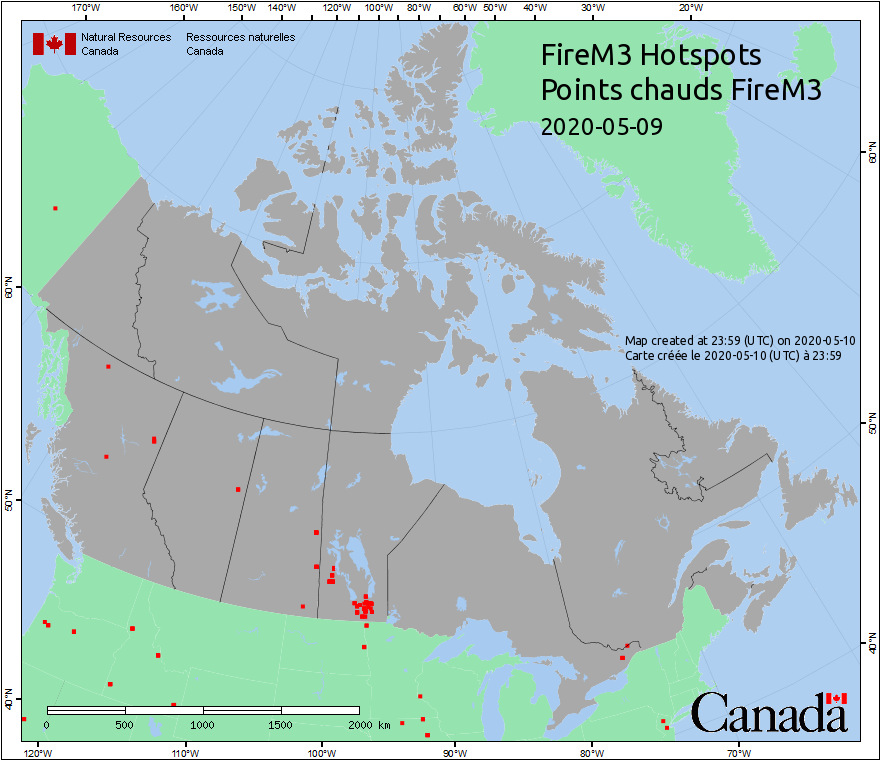 170°W 160°W 150°W 140°W 130°W 120°W 110°W 100°W 90°W 80°W 70°W 60°W 50°W 40°W 30°W 20°W
Natural Resources Ressources naturelles
Canada Canada
FireM3 Hotspots
Points chauds FireM3
2020-05-09
60°N
60°N
Map created at 23:59 (UTC) on 2020-05-10
Carte créée le 2020-05-10 (UTC) à 23:59
50°N
50°N
40°N
40°N
Canada
0 500 1000 1500 2000 km
120°W 110°W 100°W 90°W 80°W 70°W